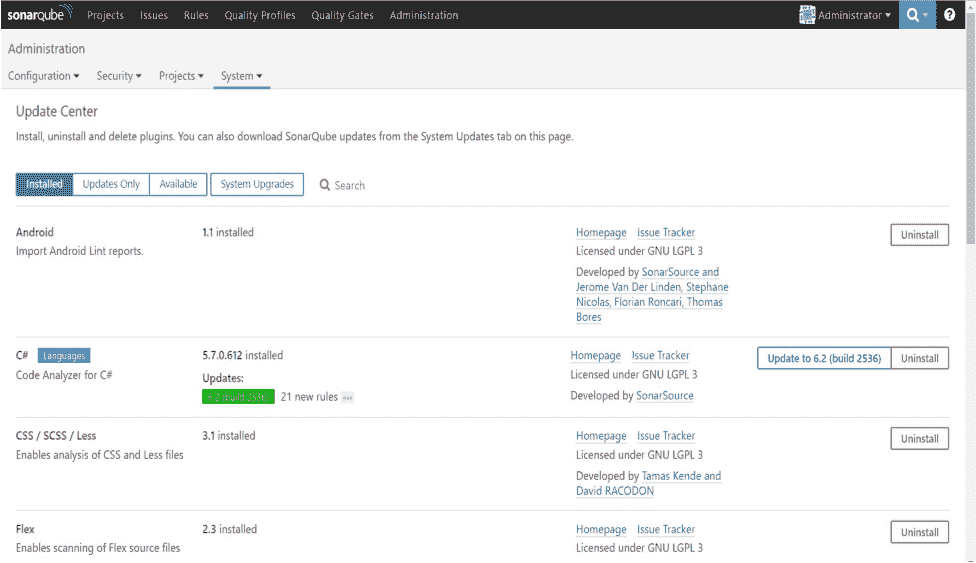 sonarqube Projects Issues Rules Quality Profiles Quality Gates Administration Administrator
Administration
Configuration Security Projects System
Update Center
Install, uninstall and delete plugins. You can also download SonarQube updates from the System Updates tab on this page.
Installed Updates Only Available System Upgrades Search
Android 1.1 installed Homepage Issue Tracker Uninstall
Import Android Lint reports. Licensed under GNU LGPL 3
Developed by SonarSource and
Jerome Van Der Linden, Stephane
Nicolas, Florian Roncari, Thomas
Bores
C# Languages 5.7.0.612 installed Homepage Issue Tracker Update to 6.2 (build 2536) Uninstall
Code Analyzer for C# Updates: Licensed under GNU LGPL 3
6.2 (build 2536) 21 new rules Developed by SonarSource
CSS / SCSS / Less 3.1 installed Homepage Issue Tracker Uninstall
Enables analysis of CSS and Less files Licensed under GNU LGPL 3
Developed by Tamas Kende and
David RACODON
Flex 2.3 installed Homepage Issue Tracker Uninstall
Enables scanning of Flex source files Licensed under GNU LGPL 3